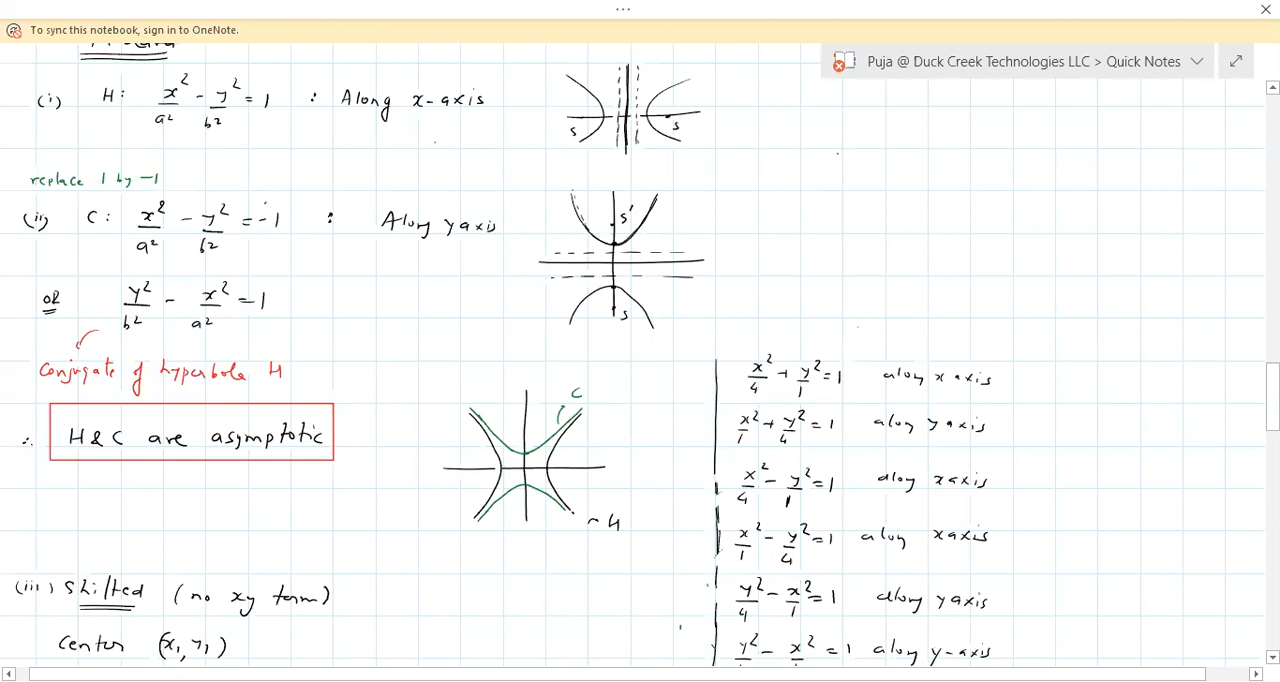 To sync this notebook, sign in to OneNote.
Puja @ Duck Creek Technologies LLC > Quick Notes
(i) H: x²/a² - y²/b² = 1 : Along x-axis
S S
replace 1 by -1
(ii) C: x²/a² - y²/b² = -1 : Along y axis
S'
OR y²/b² - x²/a² = 1
S
Conjugate of hyperbola H
∴ H & C are asymptotic
C
H
x²/4 + y²/1 = 1 along x axis
x²/1 + y²/4 = 1 along y axis
x²/4 - y²/1 = 1 along x axis
x²/1 - y²/4 = 1 along x axis
y²/4 - x²/1 = 1 along y axis
y² - x² = 1 along y-axis
(iii) Shifted (no xy term)
Center (x₁, y₁)